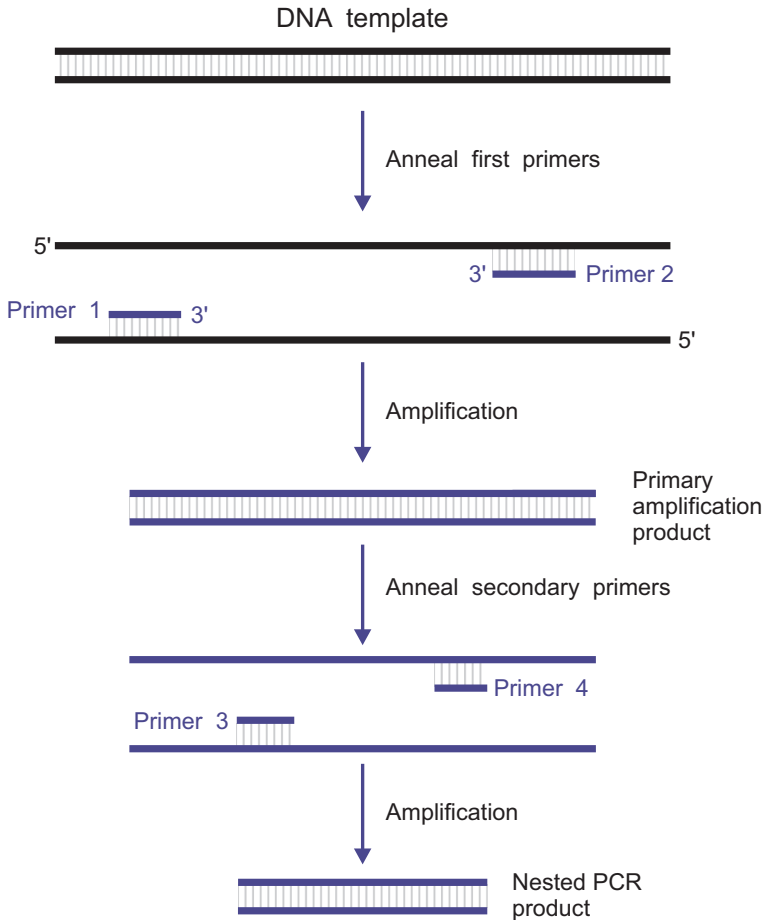 DNA template
Anneal first primers
5'
3' Primer 2
Primer 1 3'
5'
Amplification
Primary
amplification
product
Anneal secondary primers
Primer 4
Primer 3
Amplification
Nested PCR
product